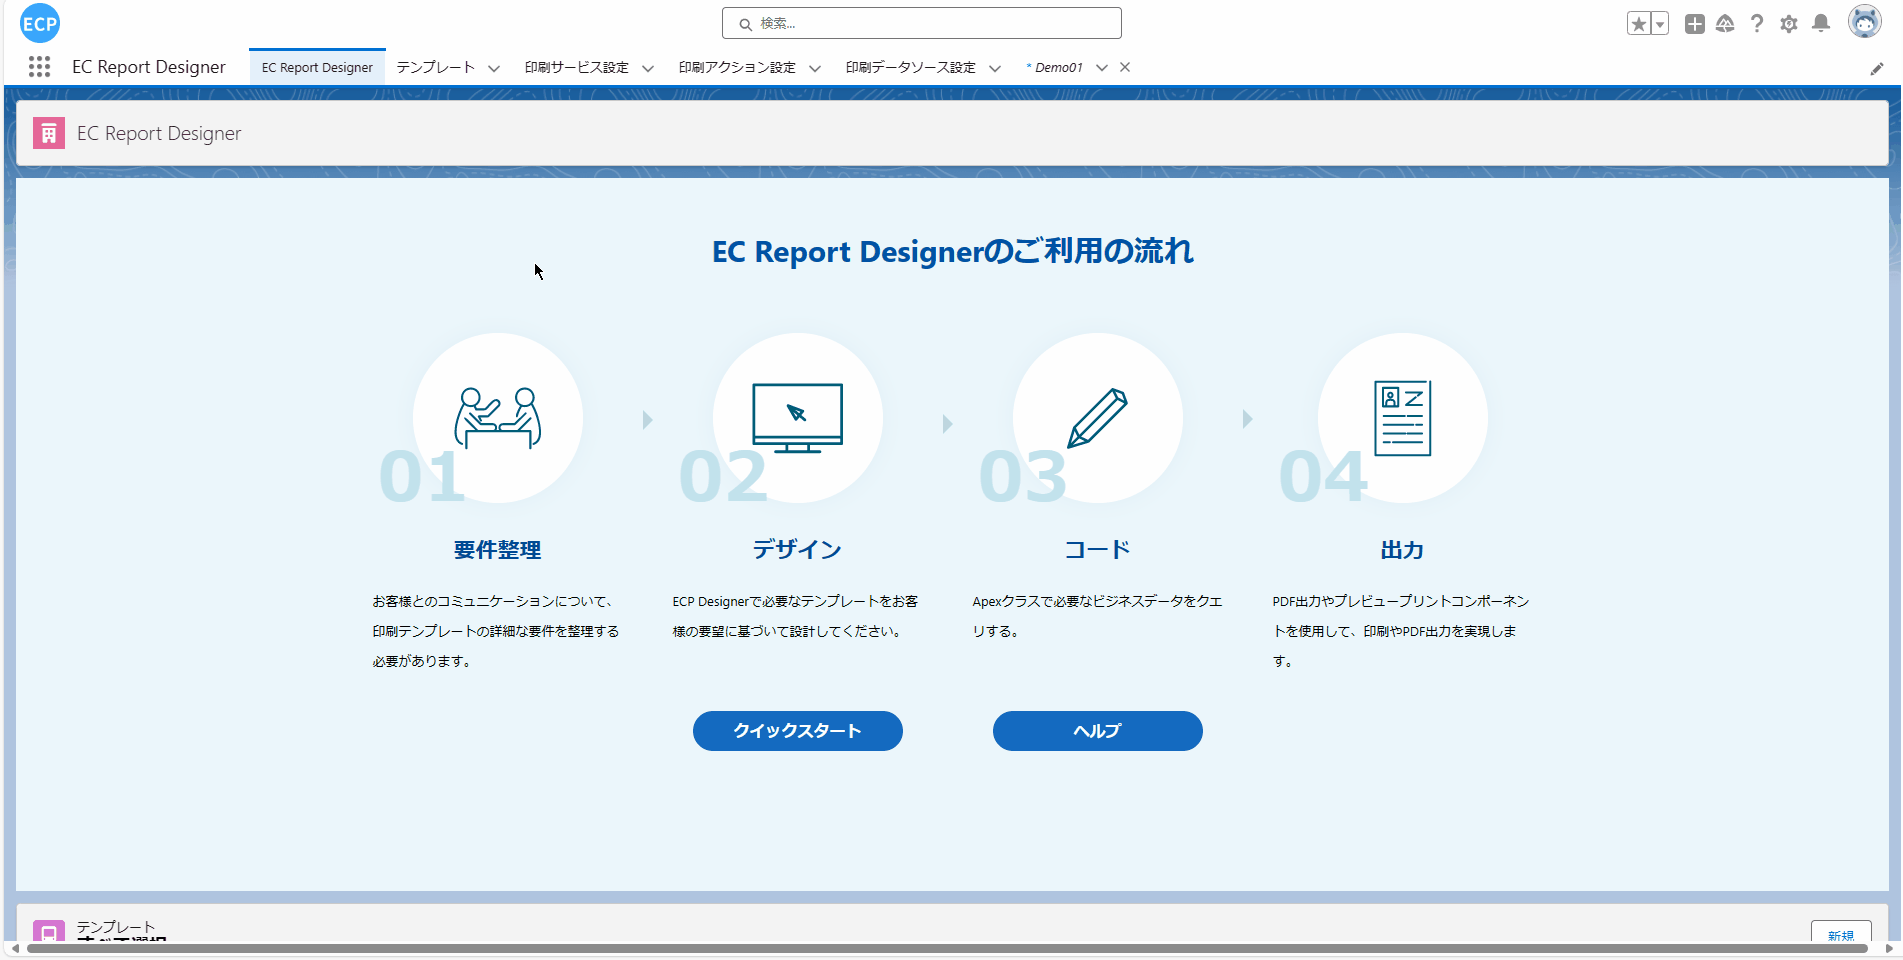 ECP
検索...
EC Report Designer
EC Report Designer
テンプレート
印刷サービス設定
印刷アクション設定
印刷データソース設定
* Demo01
EC Report Designer
EC Report Designerのご利用の流れ
01
02
03
04
要件整理
デザイン
コード
出力
お客様とのコミュニケーションについて、
印刷テンプレートの詳細な要件を整理する
必要があります。
ECP Designerで必要なテンプレートをお客
様の要望に基づいて設計してください。
Apexクラスで必要なビジネスデータをクエ
リする。
PDF出力やプレビュープリントコンポーネン
トを使用して、印刷やPDF出力を実現しま
す。
クイックスタート
ヘルプ
テンプレート
すべて選択
新規